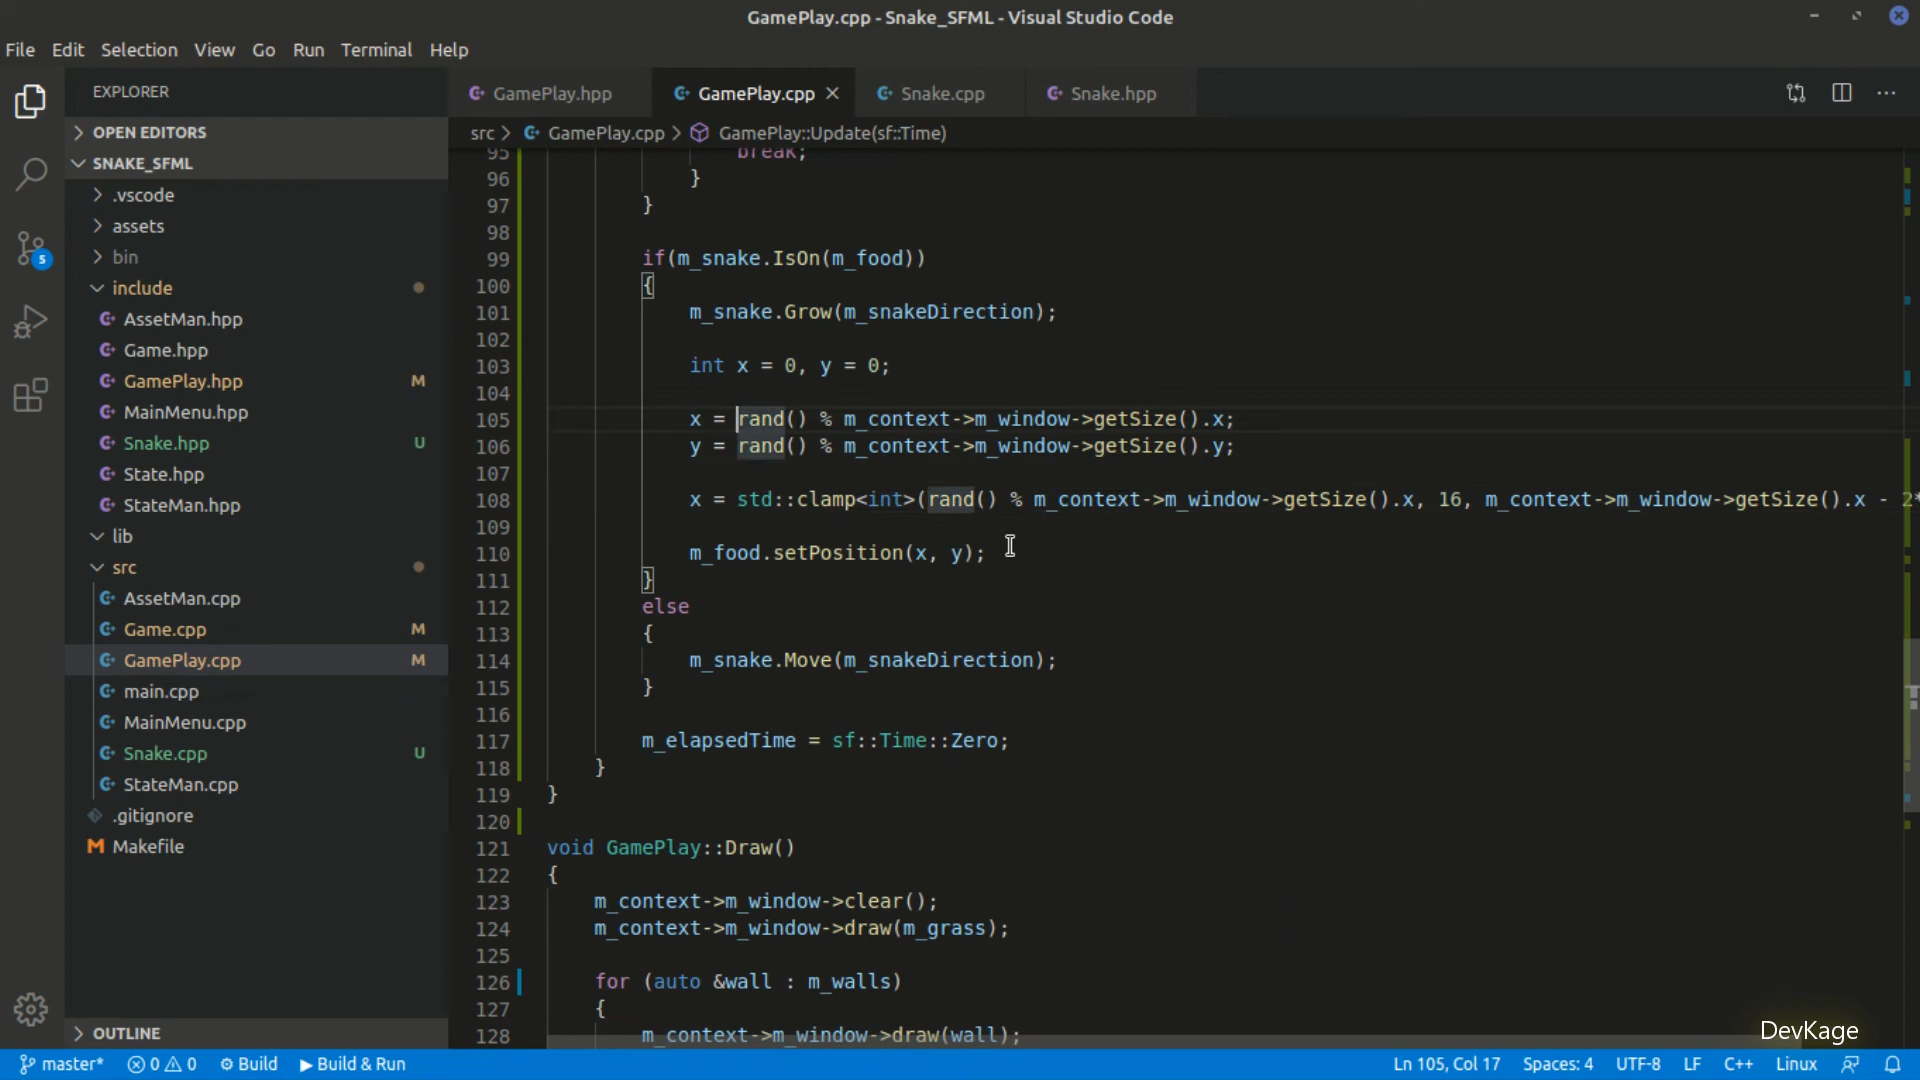 GamePlay.cpp - Snake_SFML - Visual Studio Code
File Edit Selection View Go Run Terminal Help
EXPLORER
OPEN EDITORS
SNAKE_SFML
.vscode
assets
bin
include
AssetMan.hpp
Game.hpp
GamePlay.hpp M
MainMenu.hpp
Snake.hpp U
State.hpp
StateMan.hpp
lib
src
AssetMan.cpp
Game.cpp M
GamePlay.cpp M
main.cpp
MainMenu.cpp
Snake.cpp U
StateMan.cpp
.gitignore
M Makefile
OUTLINE
GamePlay.hpp GamePlay.cpp Snake.cpp Snake.hpp
src > GamePlay.cpp > GamePlay::Update(sf::Time)
95 break;
96 }
97 }
98
99 if(m_snake.IsOn(m_food))
100 {
101 m_snake.Grow(m_snakeDirection);
102
103 int x = 0, y = 0;
104
105 x = rand() % m_context->m_window->getSize().x;
106 y = rand() % m_context->m_window->getSize().y;
107
108 x = std::clamp<int>(rand() % m_context->m_window->getSize().x, 16, m_context->m_window->getSize().x - 2*
109
110 m_food.setPosition(x, y);
111 }
112 else
113 {
114 m_snake.Move(m_snakeDirection);
115 }
116
117 m_elapsedTime = sf::Time::Zero;
118 }
119 }
120
121 void GamePlay::Draw()
122 {
123 m_context->m_window->clear();
124 m_context->m_window->draw(m_grass);
125
126 for (auto &wall : m_walls)
127 {
128 m_context->m_window->draw(wall);
DevKage
5
master* 0 0 Build Build & Run Ln 105, Col 17 Spaces: 4 UTF-8 LF C++ Linux